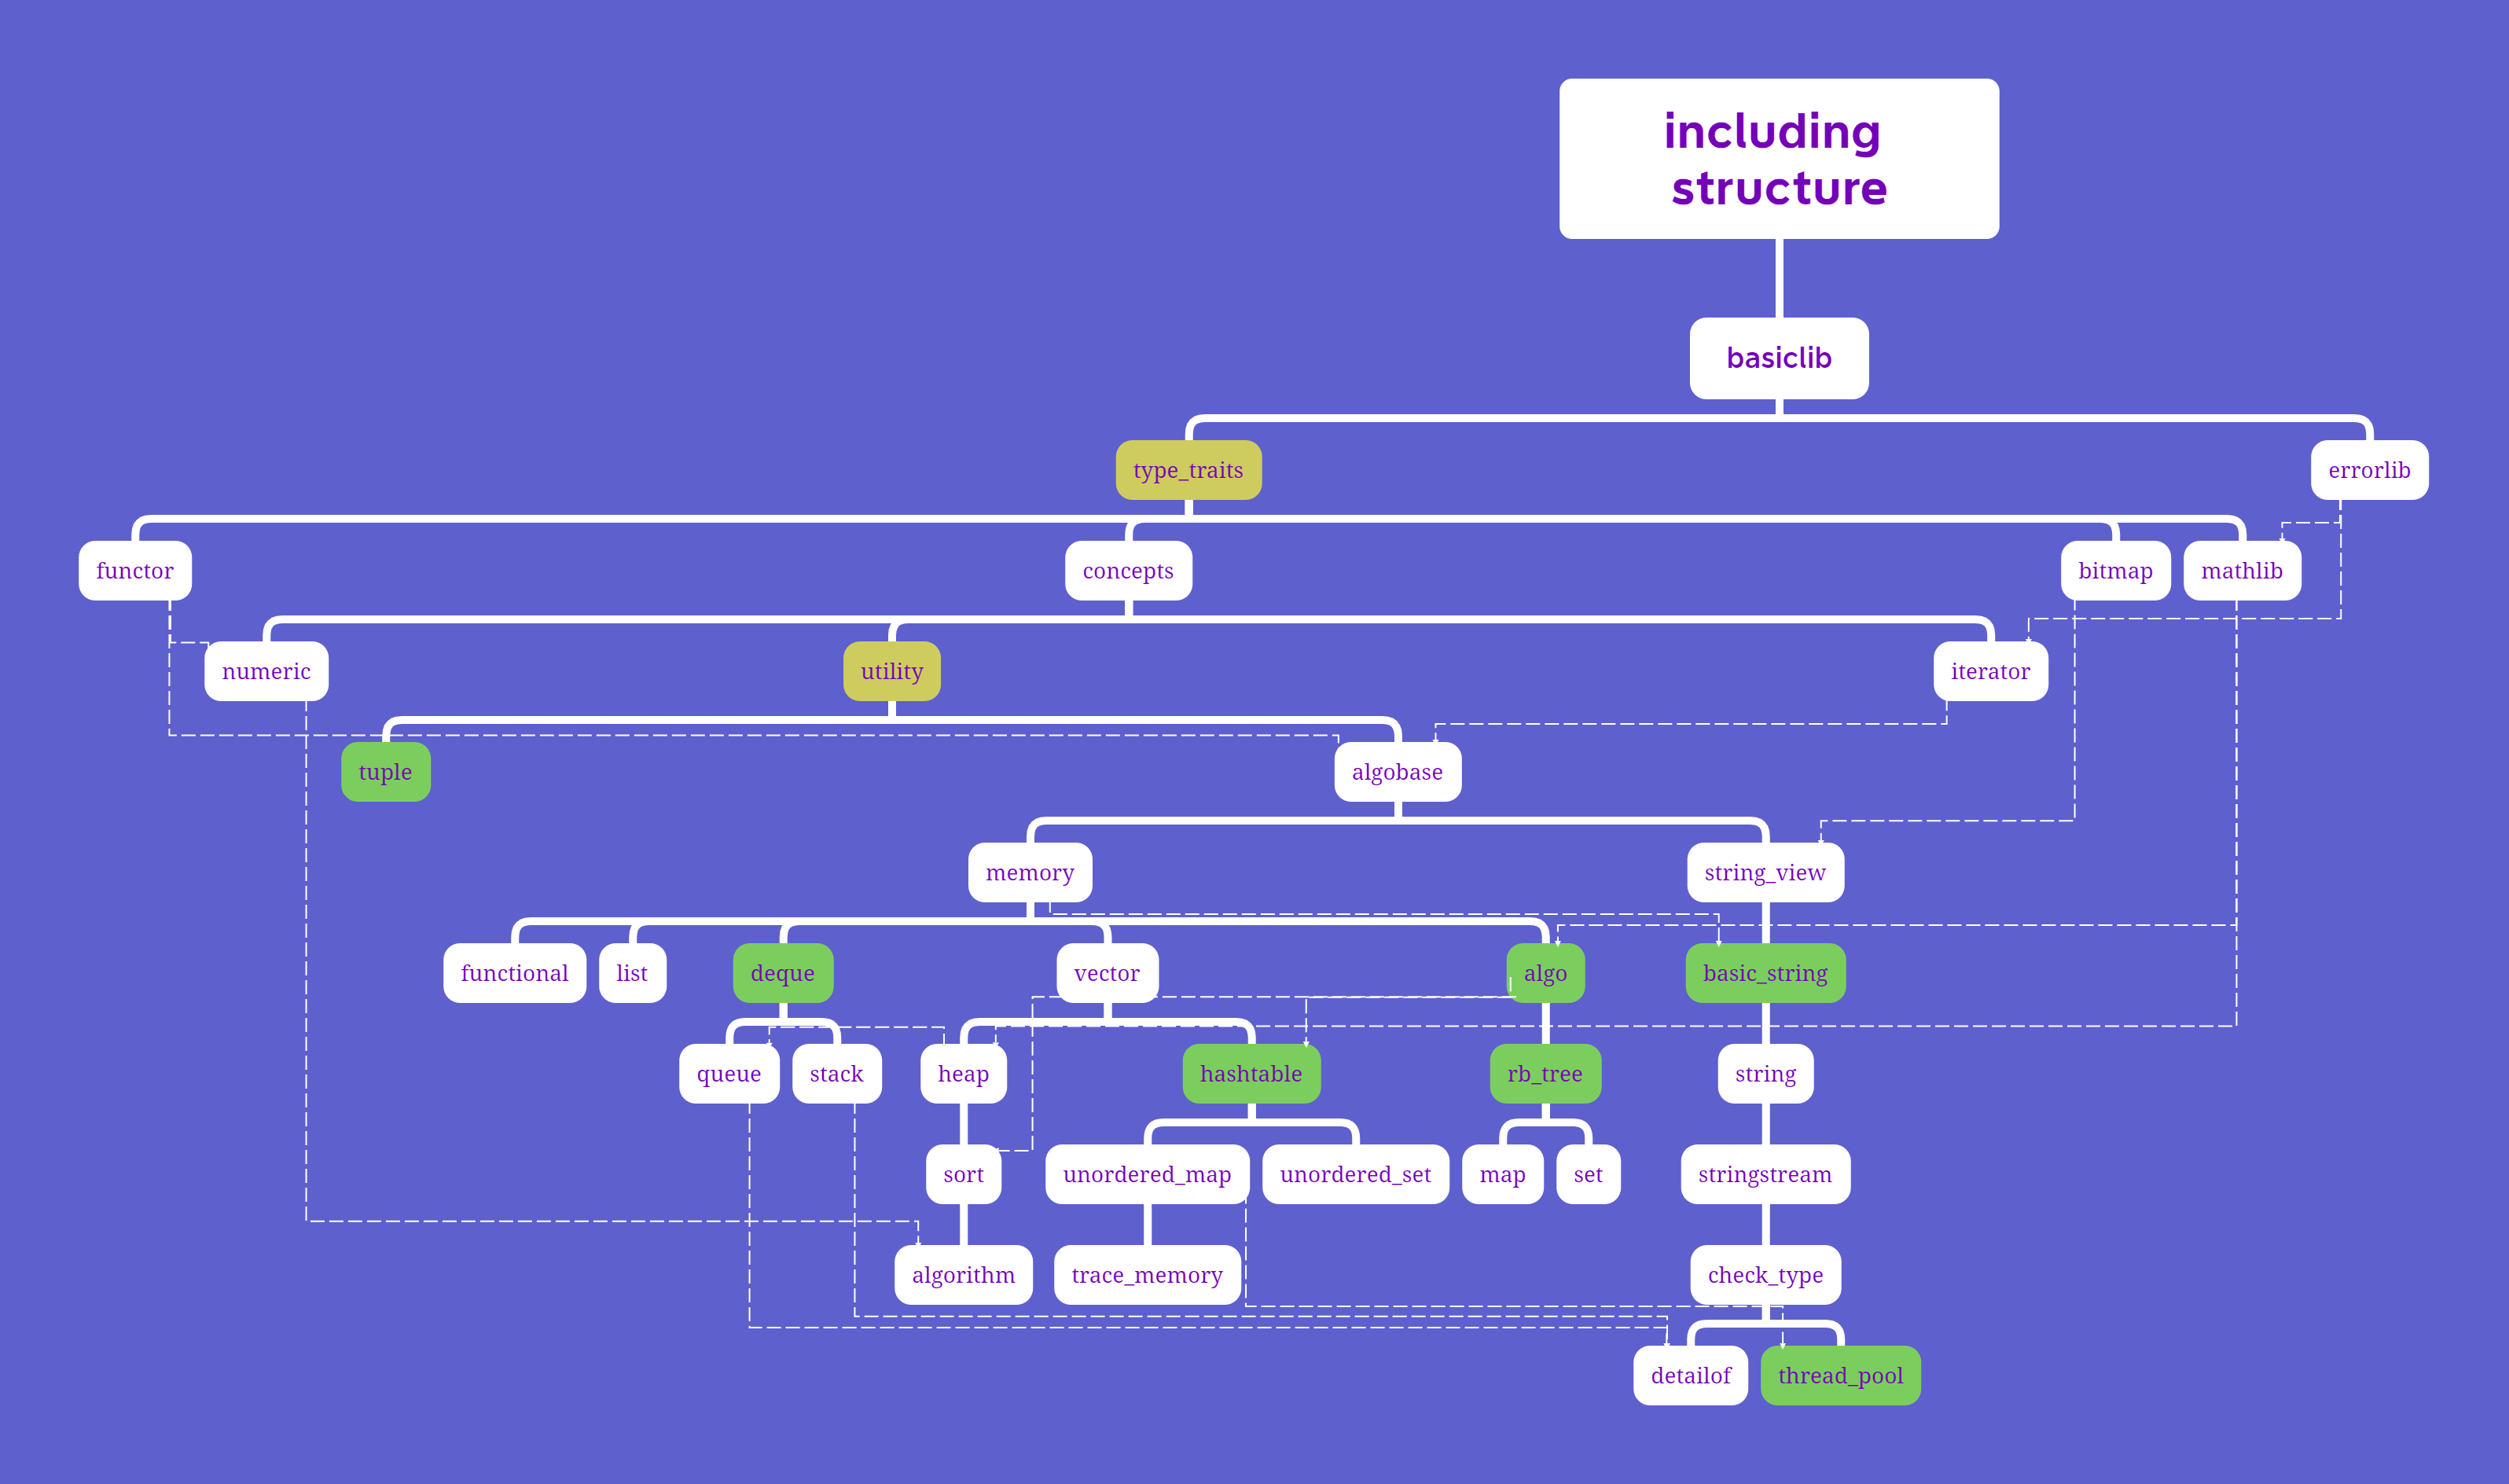 including
structure
basiclib
type_traits
errorlib
functor
concepts
bitmap
mathlib
numeric
utility
iterator
tuple
algobase
memory
string_view
functional
list
deque
vector
algo
basic_string
queue
stack
heap
hashtable
rb_tree
string
sort
unordered_map
unordered_set
map
set
stringstream
algorithm
trace_memory
check_type
detailof
thread_pool